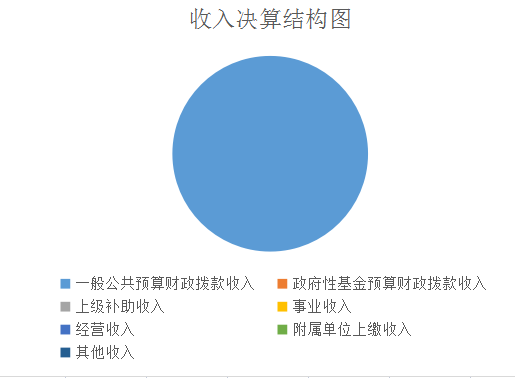 收入决算结构图
一般公共预算财政拨款收入 政府性基金预算财政拨款收入
上级补助收入 事业收入
经营收入 附属单位上缴收入
其他收入